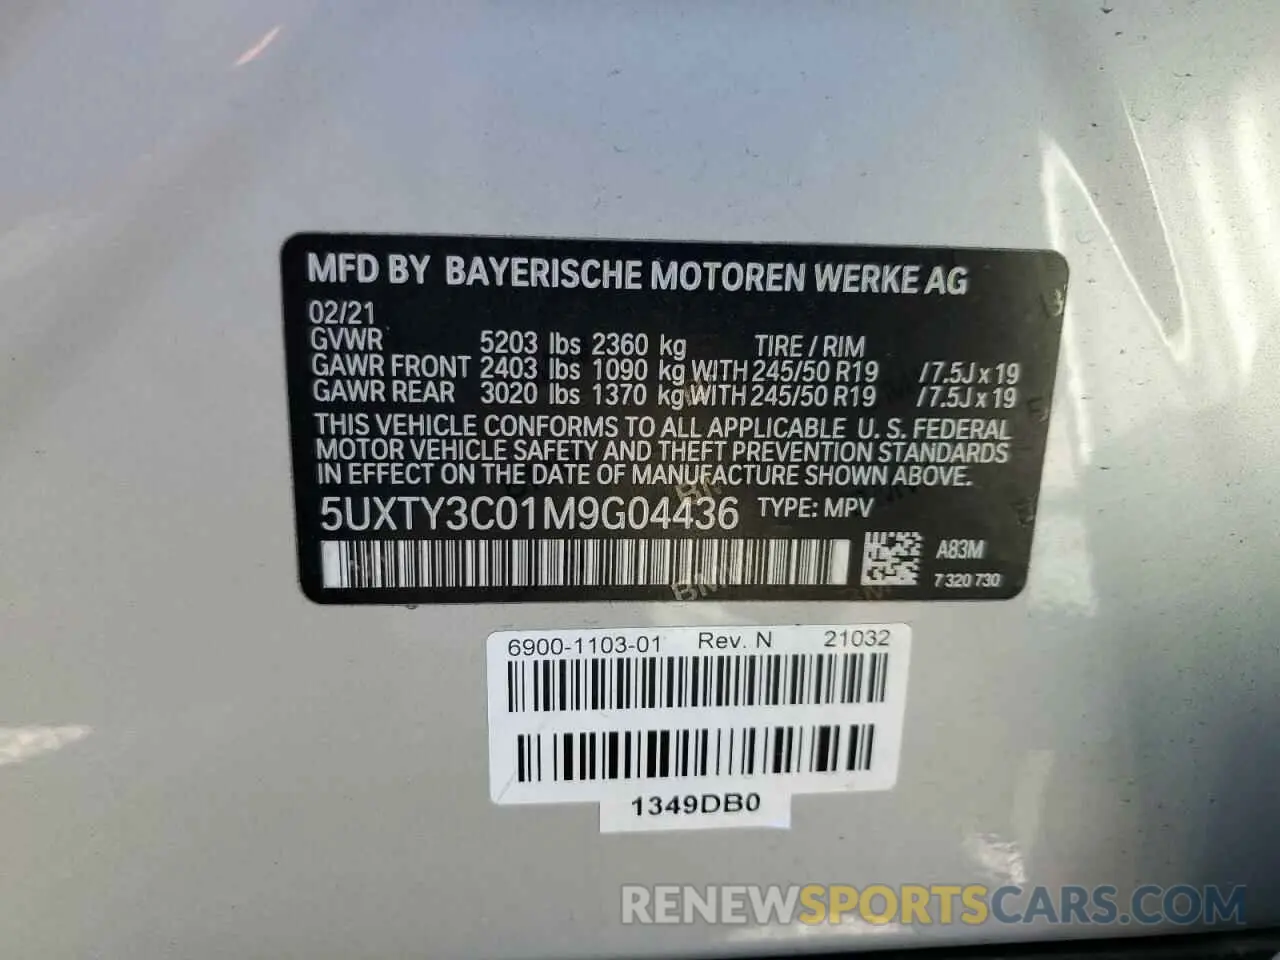 MFD BY BAYERISCHE MOTOREN WERKE AG
02/21
GVWR 5203 lbs 2360 kg TIRE / RIM
GAWR FRONT 2403 lbs 1090 kg WITH 245/50 R19 /7.5J x 19
GAWR REAR 3020 lbs 1370 kg WITH 245/50 R19 /7.5J x 19
THIS VEHICLE CONFORMS TO ALL APPLICABLE U. S. FEDERAL
MOTOR VEHICLE SAFETY AND THEFT PREVENTION STANDARDS
IN EFFECT ON THE DATE OF MANUFACTURE SHOWN ABOVE.
5UXTY3C01M9G04436 TYPE: MPV
A83M
7 320 730
6900-1103-01 Rev. N 21032
1349DB0
RENEWSPORTSCARS.COM